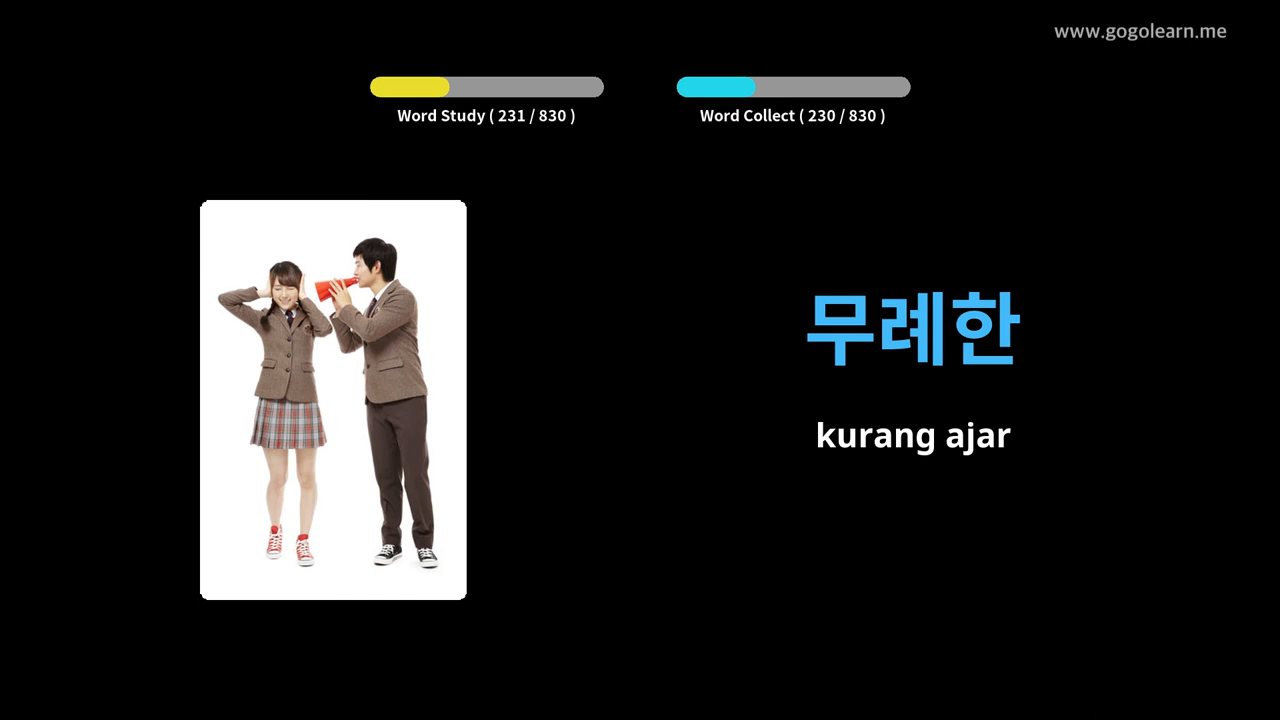 www.gogolearn.me
Word Study ( 231 / 830 )
Word Collect ( 230 / 830 )
무례한
kurang ajar